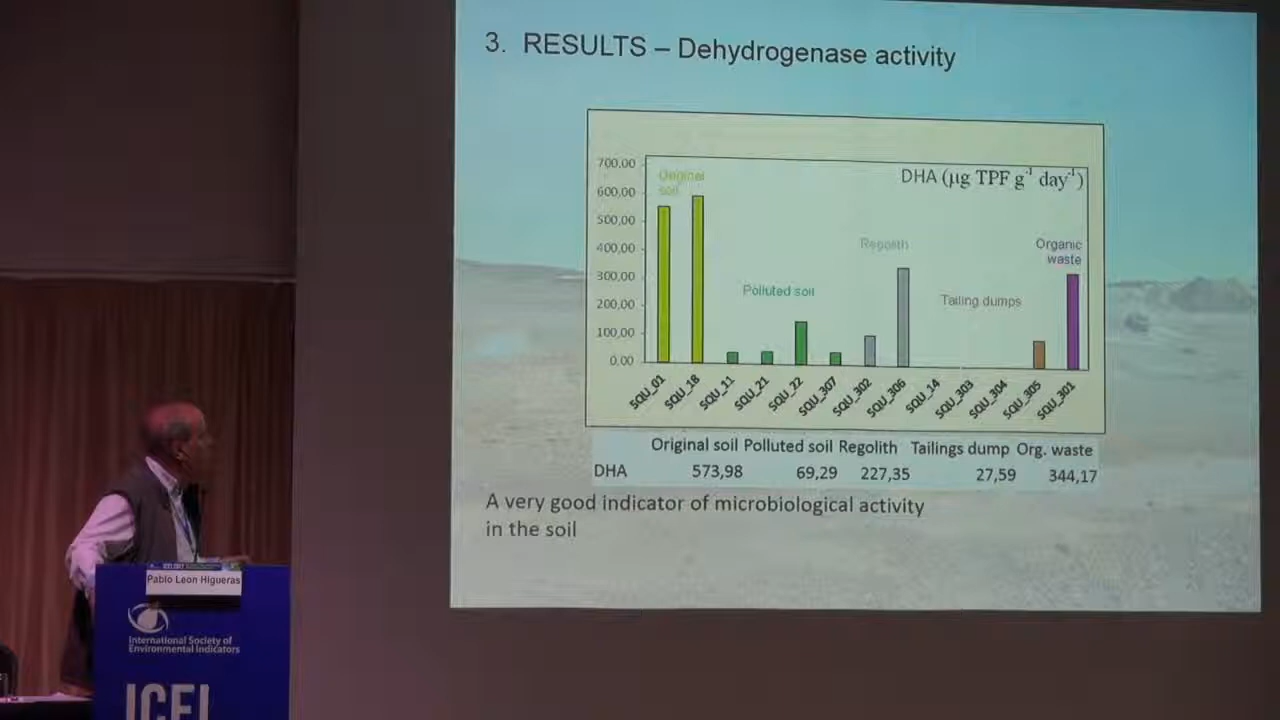 3. RESULTS – Dehydrogenase activity
DHA (µg TPF g⁻¹ day⁻¹)
700,00
600,00
500,00
400,00
300,00
200,00
100,00
0,00
Original
soil
Polluted soil
Regolith
Tailing dumps
Organic
waste
SQU_01
SQU_18
SQU_11
SQU_21
SQU_22
SQU_307
SQU_302
SQU_306
SQU_14
SQU_303
SQU_304
SQU_305
SQU_301
Original soil Polluted soil Regolith Tailings dump Org. waste
DHA 573,98 69,29 227,35 27,59 344,17
A very good indicator of microbiological activity
in the soil
Pablo Leon Higueras
International Society of
Environmental Indicators
ICEI